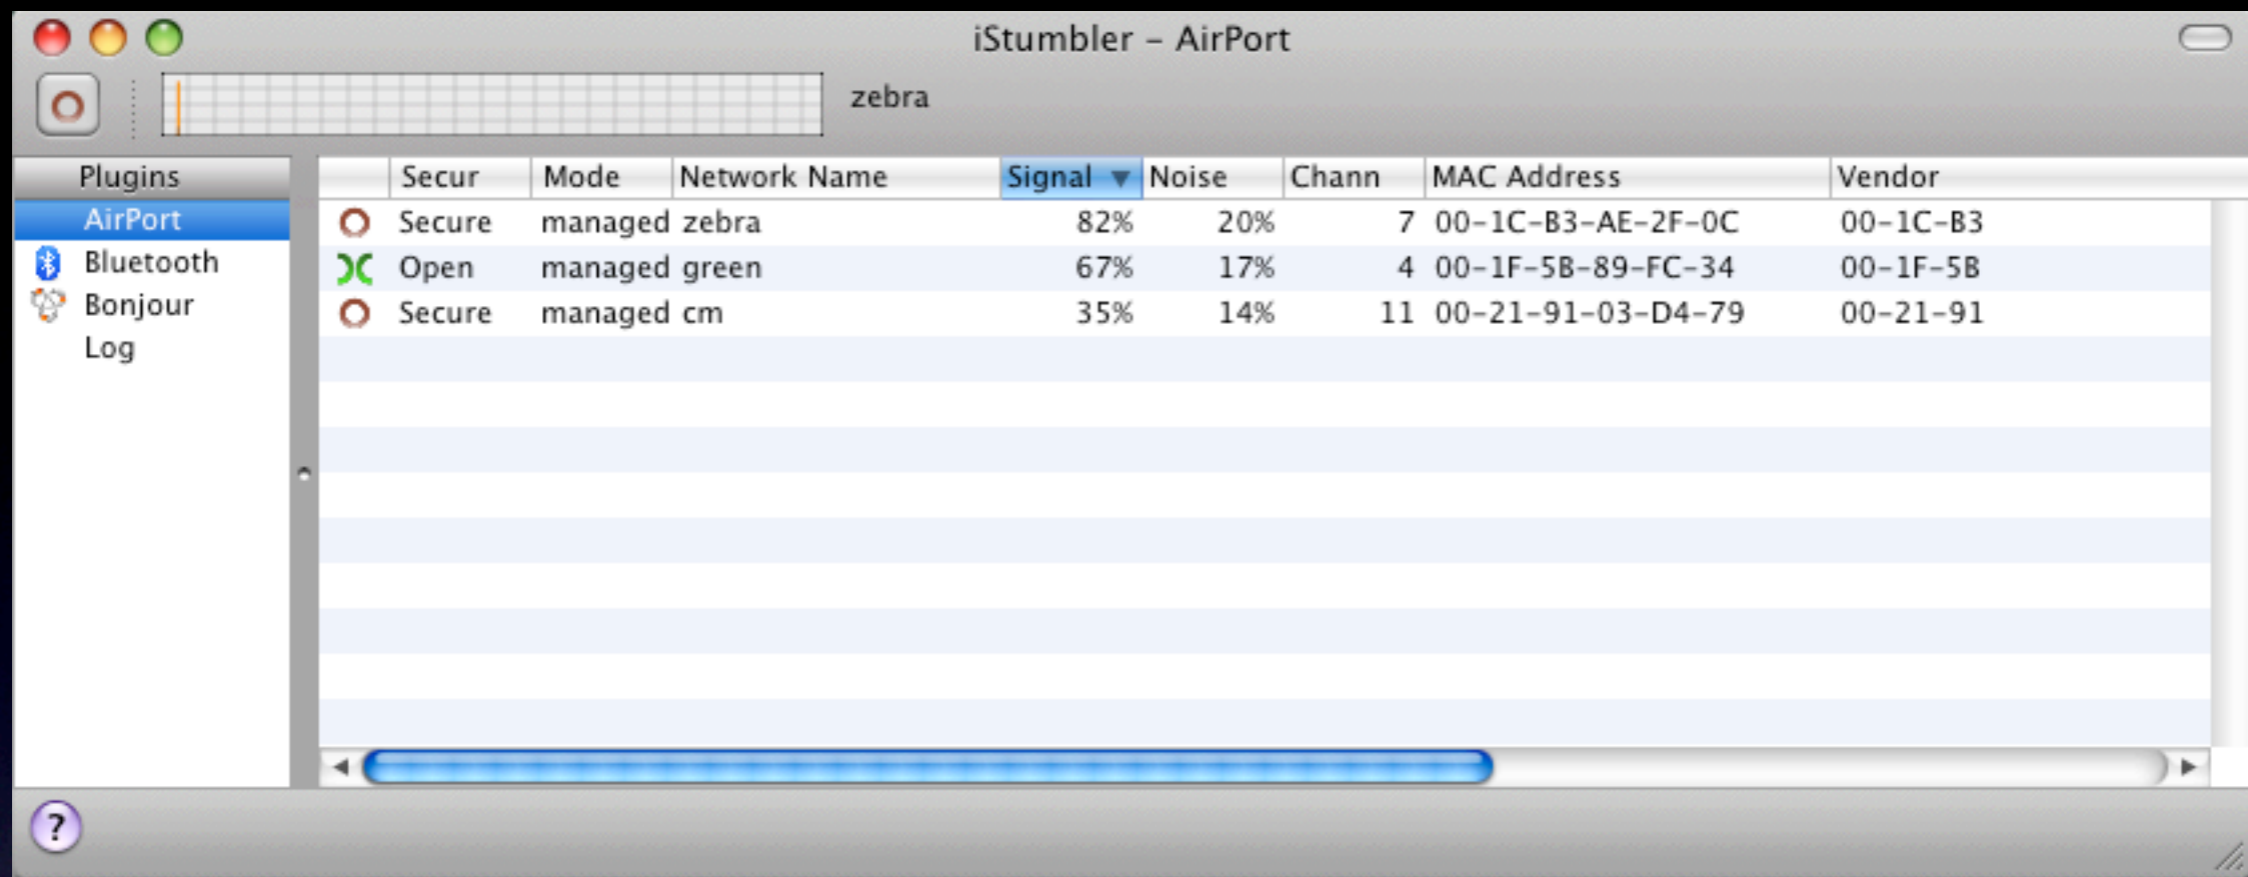 iStumbler – AirPort
zebra
Plugins
AirPort
Bluetooth
Bonjour
Log
Secur Mode Network Name Signal Noise Chann MAC Address Vendor
Secure managed zebra 82% 20% 7 00-1C-B3-AE-2F-0C 00-1C-B3
Open managed green 67% 17% 4 00-1F-5B-89-FC-34 00-1F-5B
Secure managed cm 35% 14% 11 00-21-91-03-D4-79 00-21-91
?